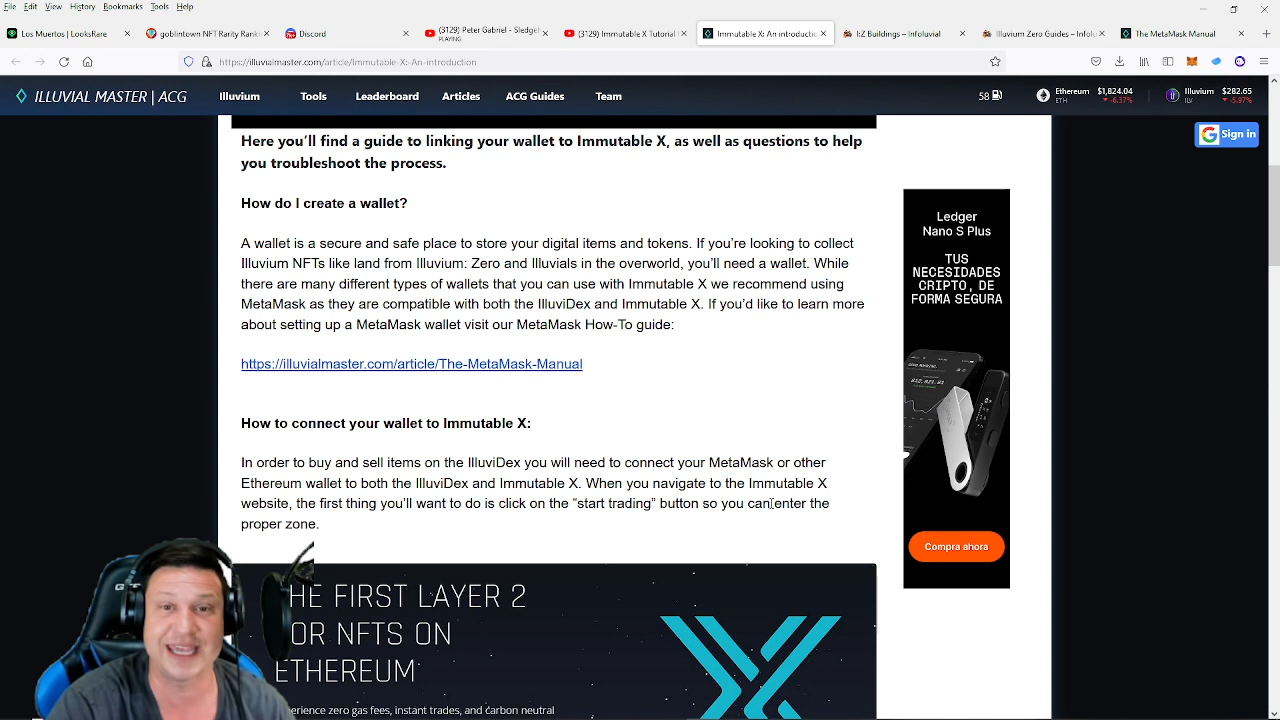 File Edit View History Bookmarks Tools Help
Los Muertos | LooksRare
goblintown NFT Rarity Rank
Discord
(3129) Peter Gabriel - Sledge
PLAYING
(3129) Immutable X Tutorial
Immutable X: An introductio
IlZ Buildings – Infoluvial
Illuvium Zero Guides – Infolu
The MetaMask Manual
https://illuvialmaster.com/article/Immutable-X:-An-introduction
ILLUVIAL MASTER | ACG
Illuvium Tools Leaderboard Articles ACG Guides Team
58
Ethereum $1,824.04
ETH -6.37%
Illuvium $282.65
ILV -5.97%
Sign in
Here you’ll find a guide to linking your wallet to Immutable X, as well as questions to help
you troubleshoot the process.
How do I create a wallet?
A wallet is a secure and safe place to store your digital items and tokens. If you’re looking to collect
Illuvium NFTs like land from Illuvium: Zero and Illuvials in the overworld, you’ll need a wallet. While
there are many different types of wallets that you can use with Immutable X we recommend using
MetaMask as they are compatible with both the IlluviDex and Immutable X. If you’d like to learn more
about setting up a MetaMask wallet visit our MetaMask How-To guide:
https://illuvialmaster.com/article/The-MetaMask-Manual
How to connect your wallet to Immutable X:
In order to buy and sell items on the IlluviDex you will need to connect your MetaMask or other
Ethereum wallet to both the IlluviDex and Immutable X. When you navigate to the Immutable X
website, the first thing you’ll want to do is click on the “start trading” button so you can enter the
proper zone.
HE FIRST LAYER 2
OR NFTS ON
ETHEREUM
perience zero gas fees, instant trades, and carbon neutral
Ledger
Nano S Plus
TUS
NECESIDADES
CRIPTO, DE
FORMA SEGURA
Compra ahora